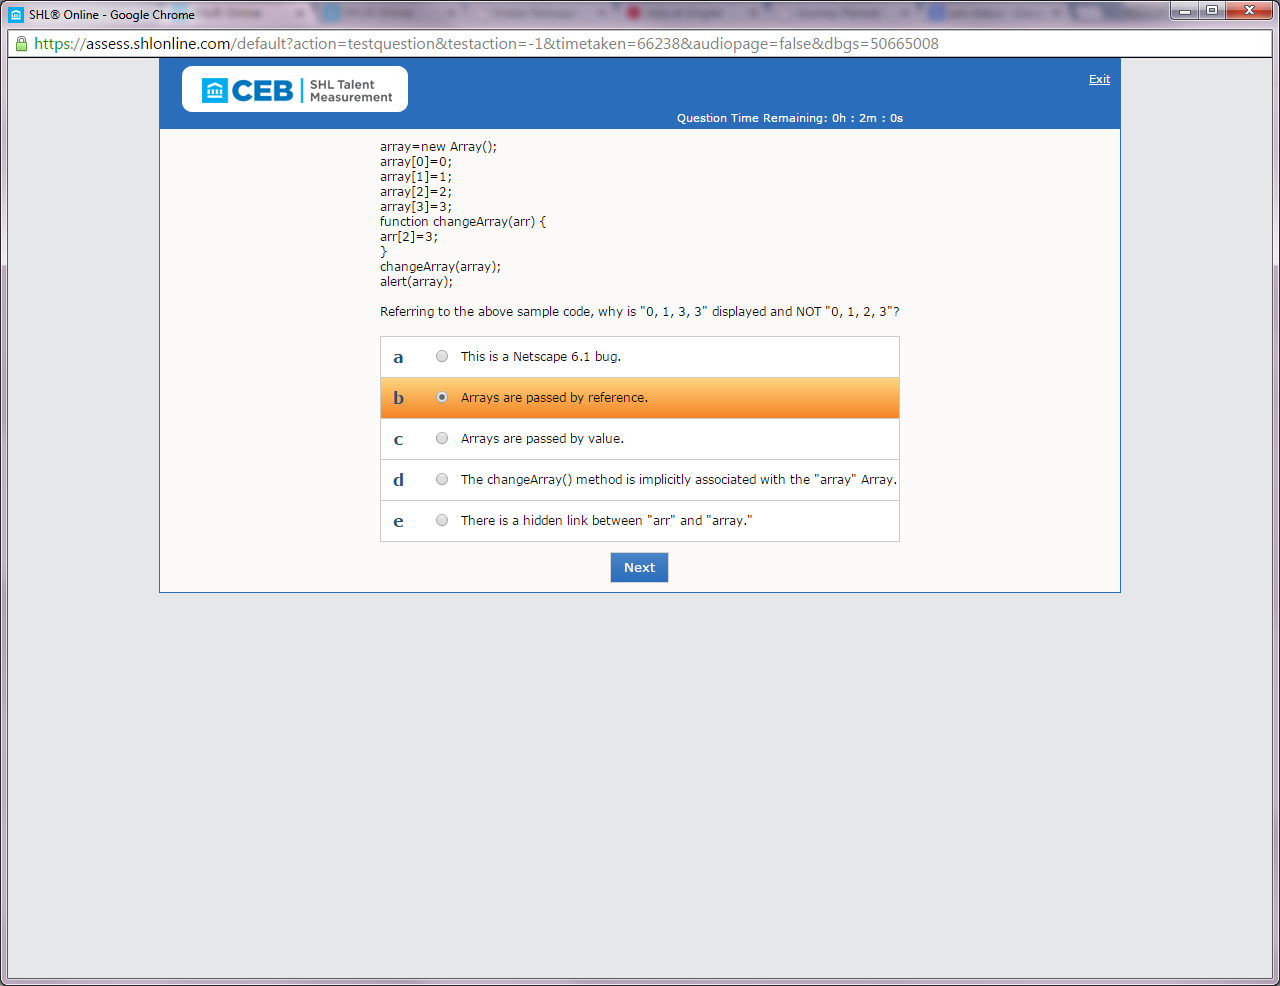 SHL® Online - Google Chrome
https://assess.shlonline.com/default?action=testquestion&testaction=-1&timetaken=66238&audiopage=false&dbgs=50665008
CEB SHL Talent Measurement
Exit
Question Time Remaining: 0h : 2m : 0s
array=new Array();
array[0]=0;
array[1]=1;
array[2]=2;
array[3]=3;
function changeArray(arr) {
arr[2]=3;
}
changeArray(array);
alert(array);
Referring to the above sample code, why is "0, 1, 3, 3" displayed and NOT "0, 1, 2, 3"?
a This is a Netscape 6.1 bug.
b Arrays are passed by reference.
c Arrays are passed by value.
d The changeArray() method is implicitly associated with the "array" Array.
e There is a hidden link between "arr" and "array."
Next